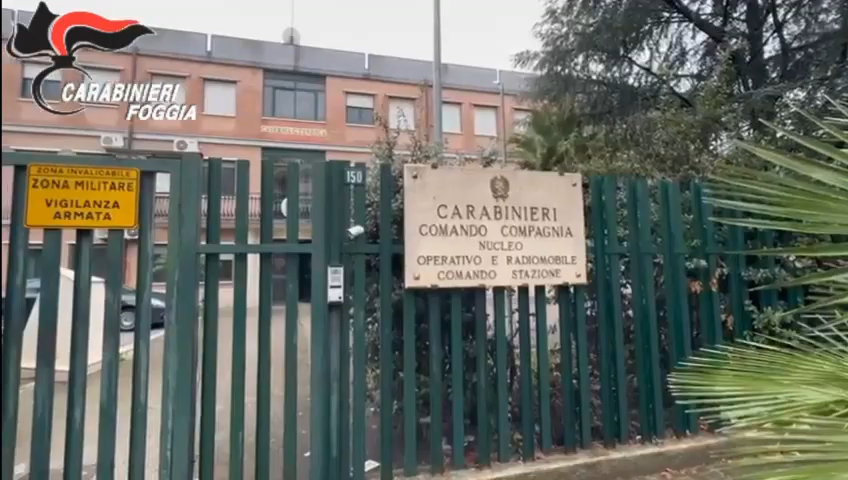 CARABINIERI
FOGGIA
ZONA INVALICABILE
ZONA MILITARE
VIGILANZA
ARMATA
150
CARABINIERI
COMANDO COMPAGNIA
NUCLEO
OPERATIVO E RADIOMOBILE
COMANDO STAZIONE